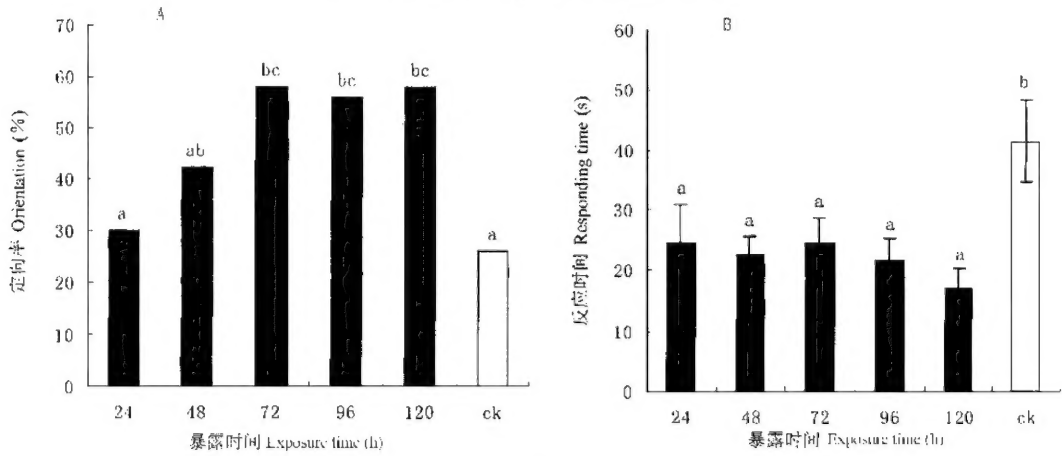 A
70
60
50
40
30
20
10
0
定向率 Orientation (%)
a
ab
bc
bc
bc
a
24 48 72 96 120 ck
暴露时间 Exposure time (h)
B
60
50
40
30
20
10
0
反应时间 Responding time (s)
a
a
a
a
a
b
24 48 72 96 120 ck
暴露时间 Exposure time (h)